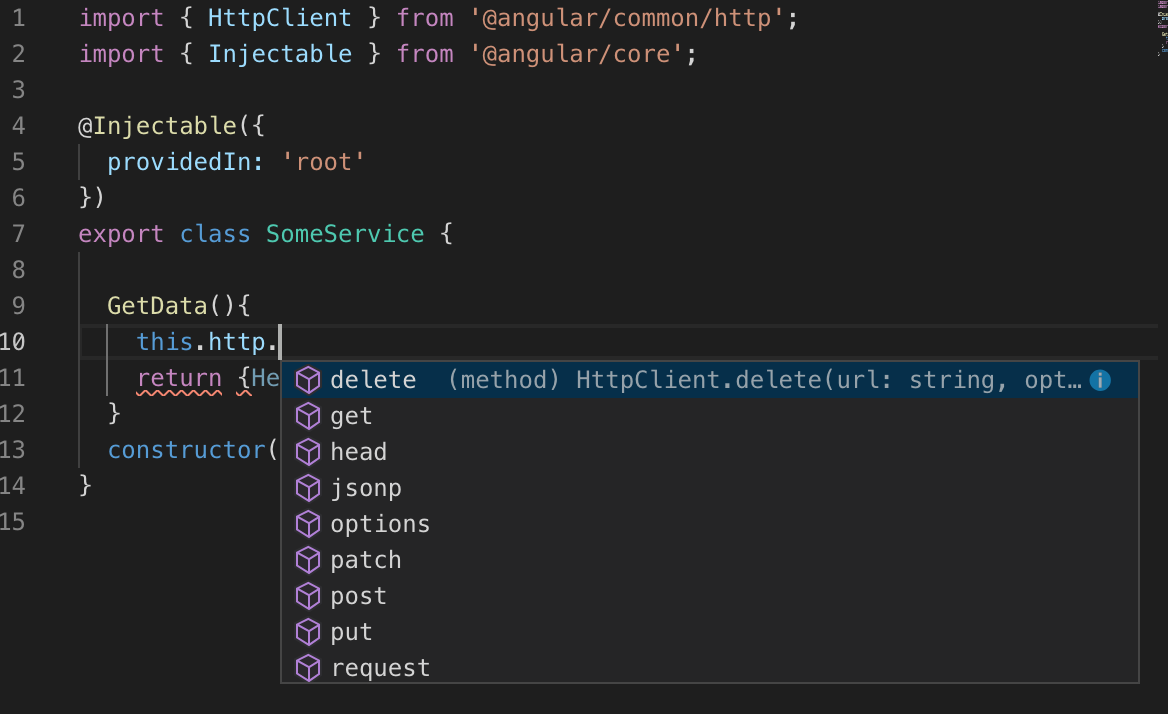 1 import { HttpClient } from '@angular/common/http';
2 import { Injectable } from '@angular/core';
3
4 @Injectable({
5 providedIn: 'root'
6 })
7 export class SomeService {
8
9 GetData(){
10 this.http.
11 return {He
delete (method) HttpClient.delete(url: string, opt…
12 }
get
13 constructor(
head
14 }
jsonp
15
options
patch
post
put
request